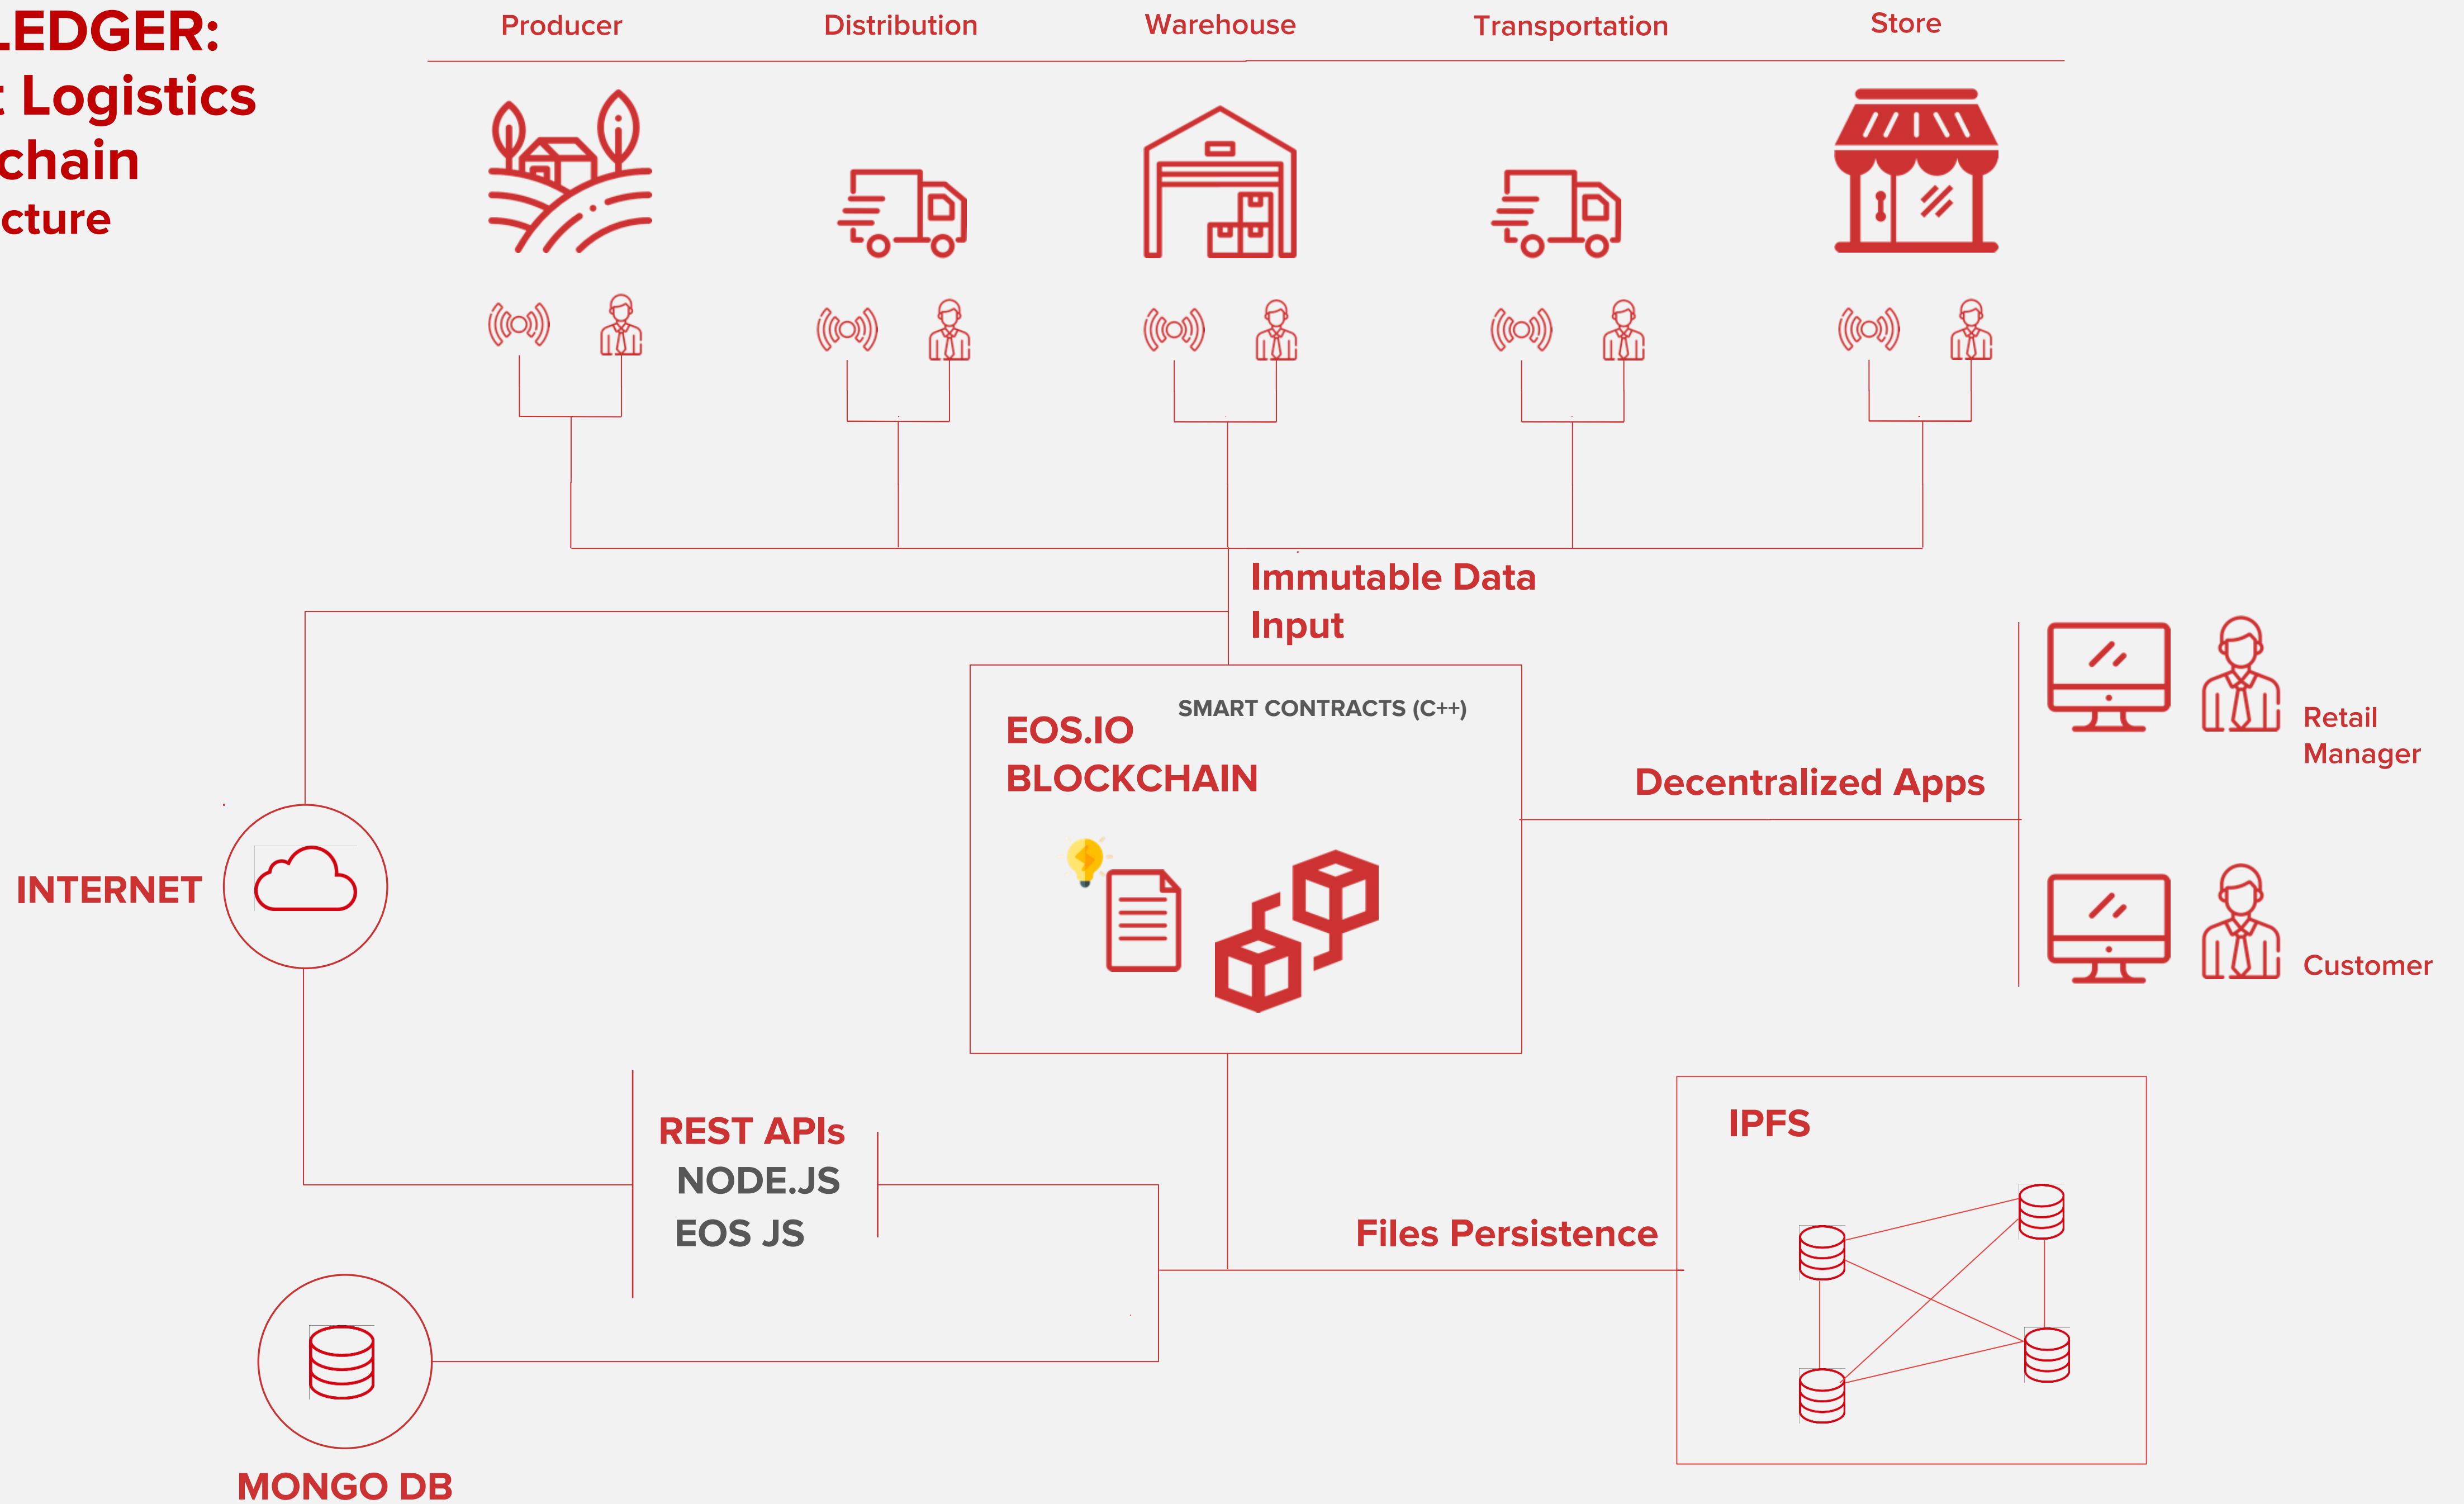 LEDGER:
t Logistics
chain
cture
Producer
Distribution
Warehouse
Transportation
Store
Immutable Data
Input
SMART CONTRACTS (C++)
EOS.IO
BLOCKCHAIN
Decentralized Apps
Retail
Manager
Customer
INTERNET
REST APIs
NODE.JS
EOS JS
Files Persistence
IPFS
MONGO DB